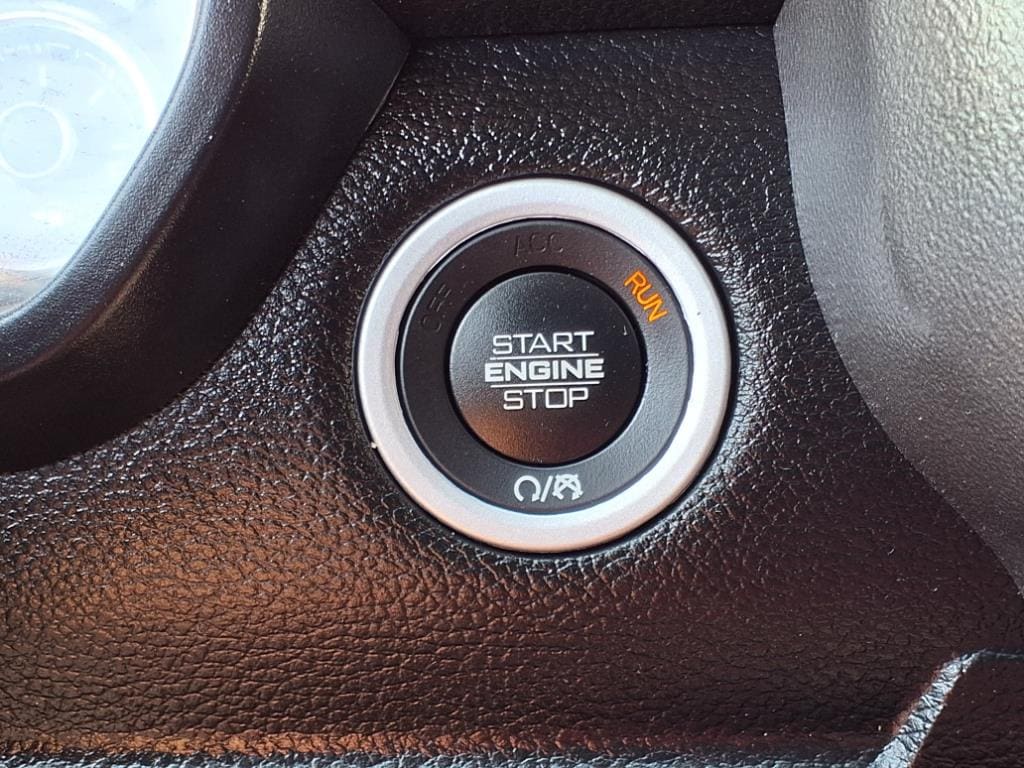 ACC
OFF
RUN
START
ENGINE
STOP